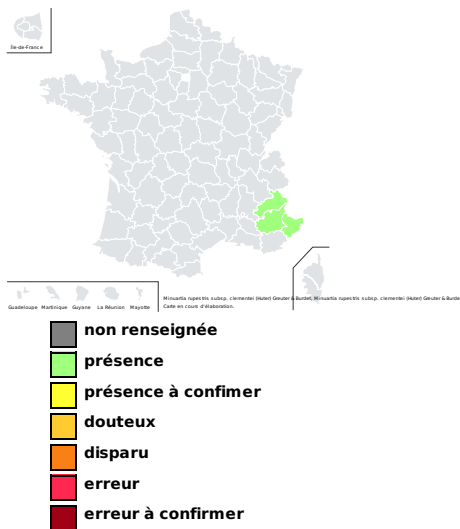 Île-de-France
Guadeloupe Martinique Guyane La Réunion Mayotte
Minuartia rupestris subsp. clementei (Huter) Greuter & Burdet, Minuartia rupestris subsp. clementei (Huter) Greuter & Burde
Carte en cours d'élaboration.
non renseignée
présence
présence à confimer
douteux
disparu
erreur
erreur à confirmer